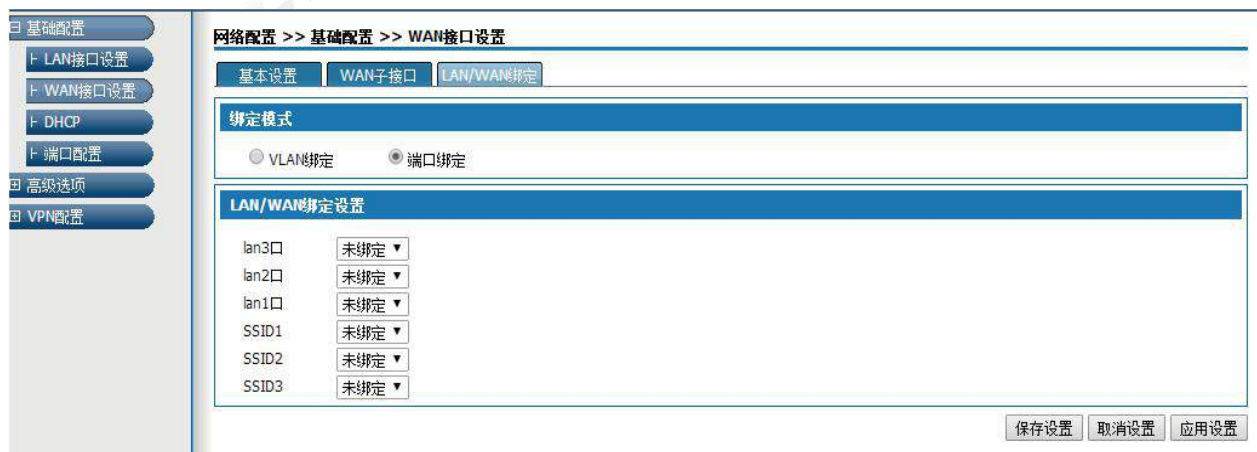 基础配置
LAN接口设置
WAN接口设置
DHCP
端口配置
高级选项
VPN配置
网络配置 >> 基础配置 >> WAN接口设置
基本设置 WAN子接口 LAN/WAN绑定
绑定模式
VLAN绑定 端口绑定
LAN/WAN绑定设置
lan3口 未绑定
lan2口 未绑定
lan1口 未绑定
SSID1 未绑定
SSID2 未绑定
SSID3 未绑定
保存设置 取消设置 应用设置